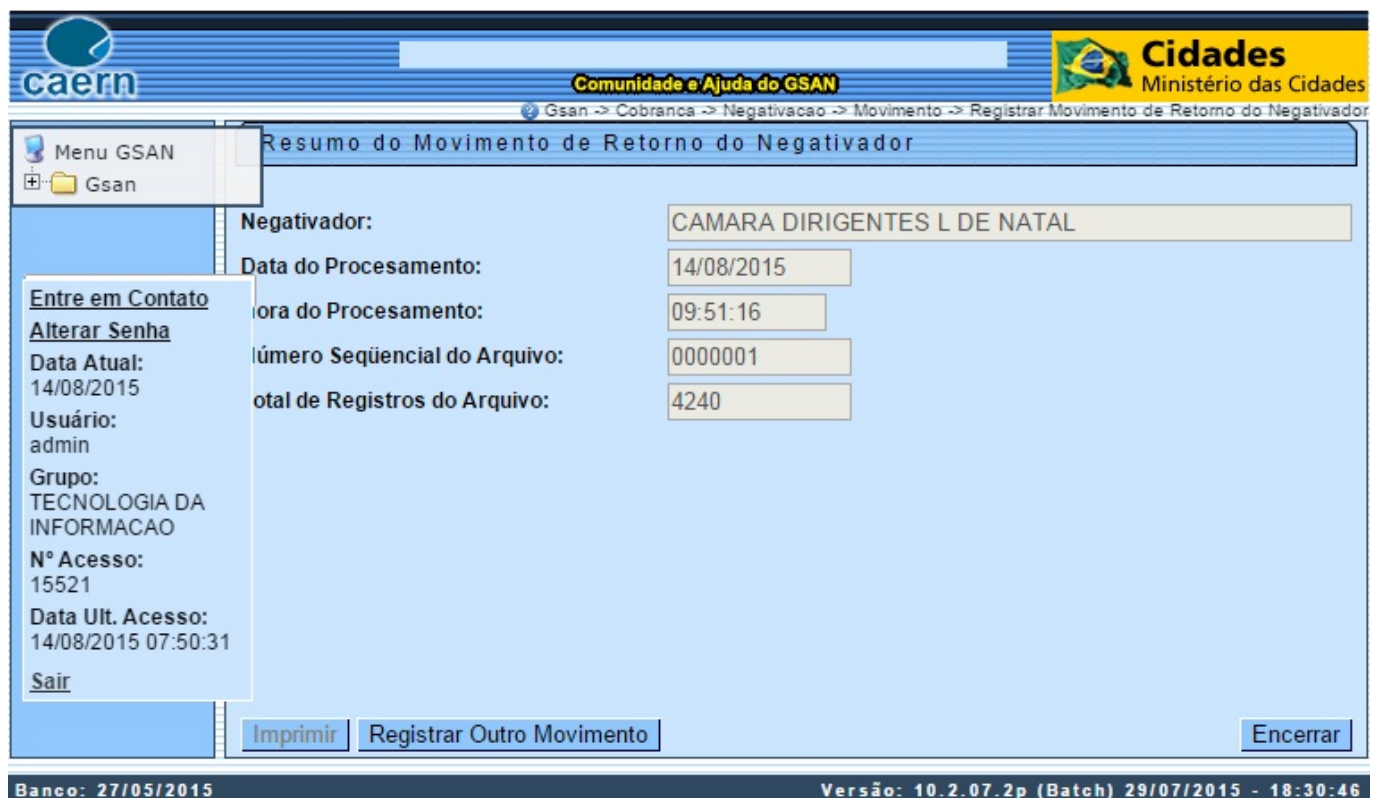 caern
Comunidade e Ajuda do GSAN
Cidades
Ministério das Cidades
Gsan -> Cobranca -> Negativacao -> Movimento -> Registrar Movimento de Retorno do Negativador
Menu GSAN
Gsan
Resumo do Movimento de Retorno do Negativador
Negativador: CAMARA DIRIGENTES L DE NATAL
Data do Procesamento: 14/08/2015
ora do Procesamento: 09:51:16
úmero Seqüencial do Arquivo: 0000001
otal de Registros do Arquivo: 4240
Entre em Contato
Alterar Senha
Data Atual:
14/08/2015
Usuário:
admin
Grupo:
TECNOLOGIA DA
INFORMACAO
Nº Acesso:
15521
Data Ult. Acesso:
14/08/2015 07:50:31
Sair
Imprimir Registrar Outro Movimento Encerrar
Banco: 27/05/2015 Versão: 10.2.07.2p (Batch) 29/07/2015 - 18:30:46